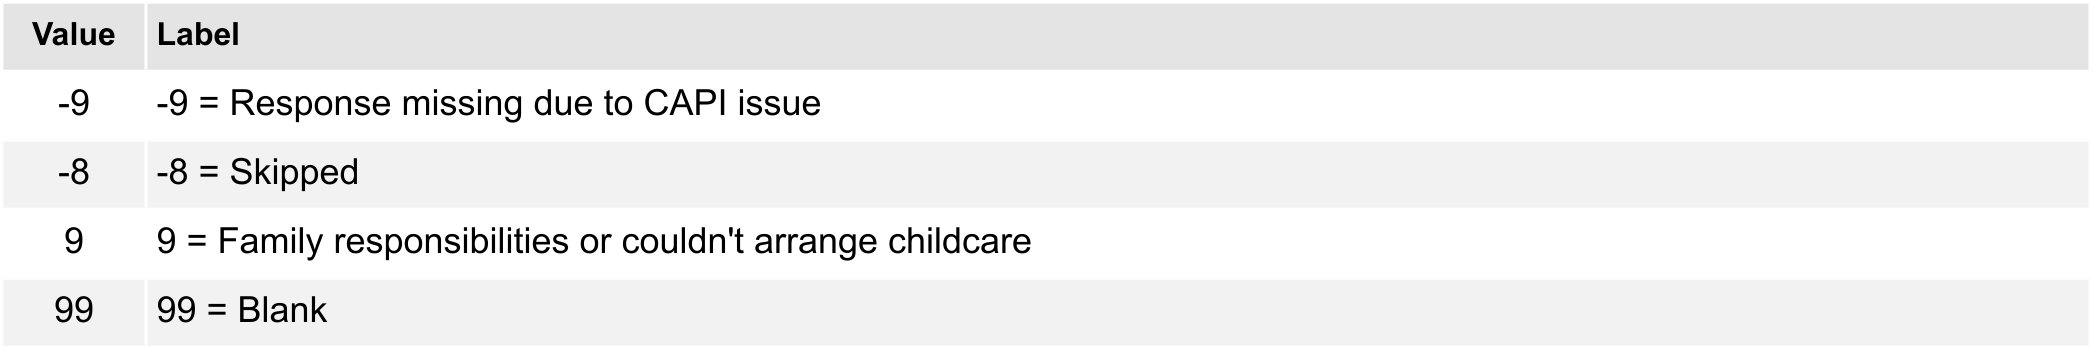 Value Label
-9 -9 = Response missing due to CAPI issue
-8 -8 = Skipped
9 9 = Family responsibilities or couldn't arrange childcare
99 99 = Blank